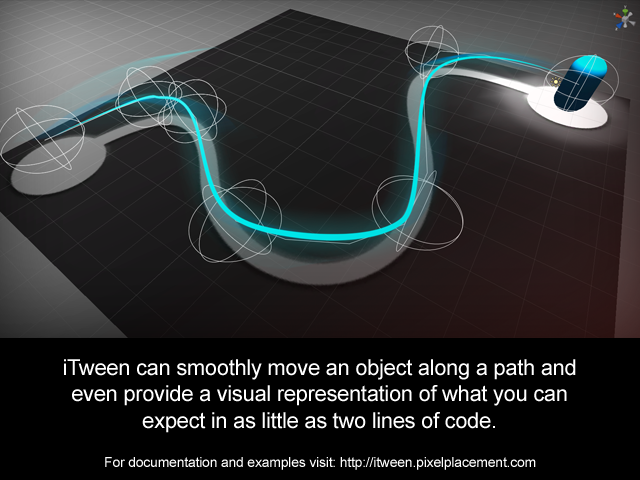 iTween can smoothly move an object along a path and
even provide a visual representation of what you can
expect in as little as two lines of code.
For documentation and examples visit: http://itween.pixelplacement.com